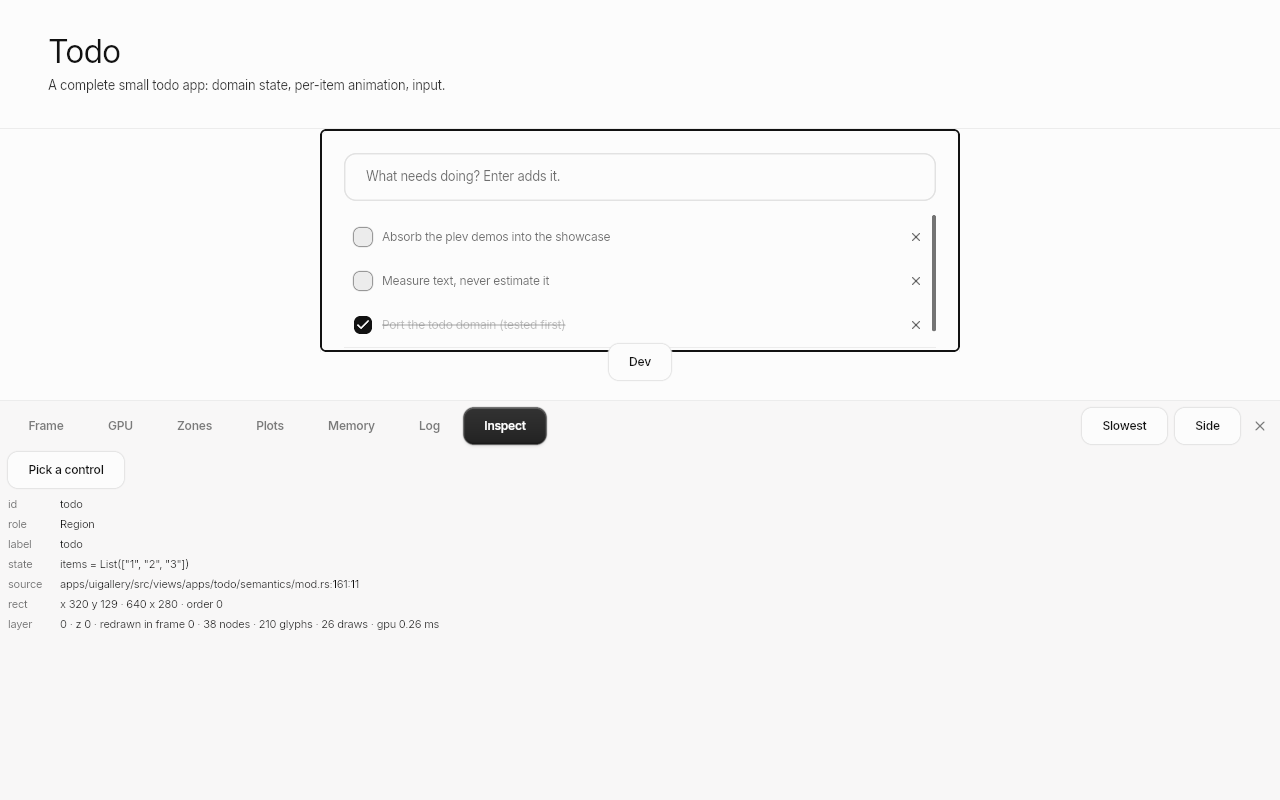 Todo
A complete small todo app: domain state, per-item animation, input.
What needs doing? Enter adds it.
Absorb the plev demos into the showcase
Measure text, never estimate it
Port the todo domain (tested first)
Dev
Frame GPU Zones Plots Memory Log Inspect Slowest Side
Pick a control
id todo
role Region
label todo
state items = List(["1", "2", "3"])
source apps/uigallery/src/views/apps/todo/semantics/mod.rs:161:11
rect x 320 y 129 · 640 x 280 · order 0
layer 0 · z 0 · redrawn in frame 0 · 38 nodes · 210 glyphs · 26 draws · gpu 0.26 ms